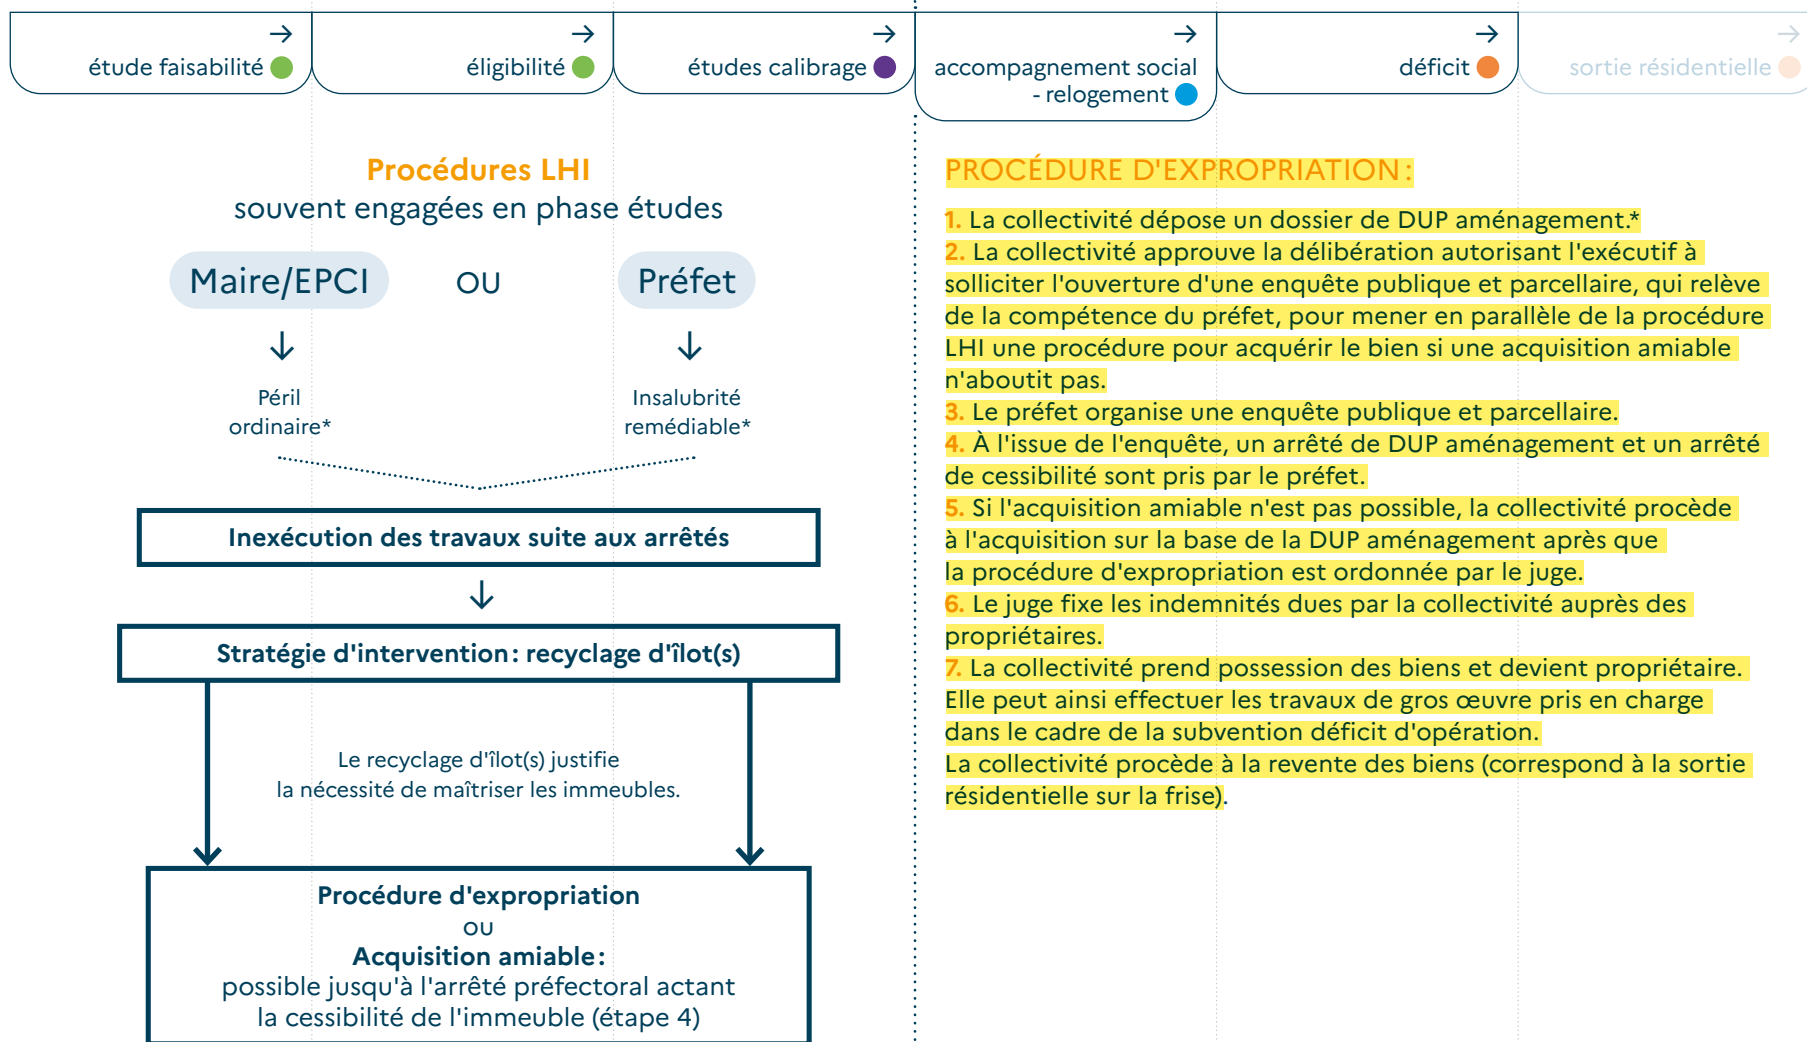 → → → → → →
étude faisabilité
éligibilité
études calibrage
accompagnement social
- relogement
déficit
sortie résidentielle
Procédures LHI
souvent engagées en phase études
Maire/EPCI OU Préfet
↓ ↓
Péril
ordinaire*
Insalubrité
remédiable*
Inexécution des travaux suite aux arrêtés
↓
Stratégie d'intervention : recyclage d'îlot(s)
Le recyclage d'îlot(s) justifie
la nécessité de maîtriser les immeubles.
Procédure d'expropriation
ou
Acquisition amiable :
possible jusqu'à l'arrêté préfectoral actant
la cessibilité de l'immeuble (étape 4)
PROCÉDURE D'EXPROPRIATION :
1. La collectivité dépose un dossier de DUP aménagement.*
2. La collectivité approuve la délibération autorisant l'exécutif à
solliciter l'ouverture d'une enquête publique et parcellaire, qui relève
de la compétence du préfet, pour mener en parallèle de la procédure
LHI une procédure pour acquérir le bien si une acquisition amiable
n'aboutit pas.
3. Le préfet organise une enquête publique et parcellaire.
4. À l'issue de l'enquête, un arrêté de DUP aménagement et un arrêté
de cessibilité sont pris par le préfet.
5. Si l'acquisition amiable n'est pas possible, la collectivité procède
à l'acquisition sur la base de la DUP aménagement après que
la procédure d'expropriation est ordonnée par le juge.
6. Le juge fixe les indemnités dues par la collectivité auprès des
propriétaires.
7. La collectivité prend possession des biens et devient propriétaire.
Elle peut ainsi effectuer les travaux de gros œuvre pris en charge
dans le cadre de la subvention déficit d'opération.
La collectivité procède à la revente des biens (correspond à la sortie
résidentielle sur la frise).